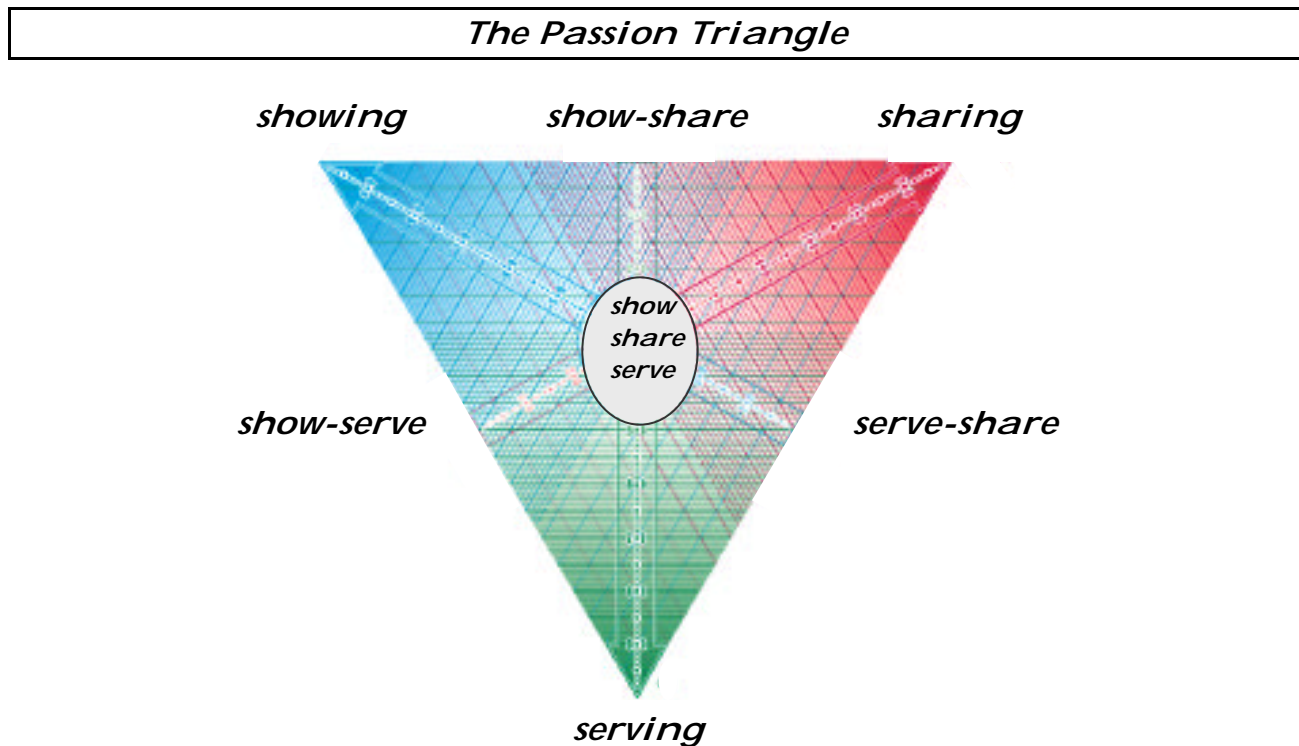 The Passion Triangle
showing show-share sharing
show
share
serve
show-serve serve-share
serving